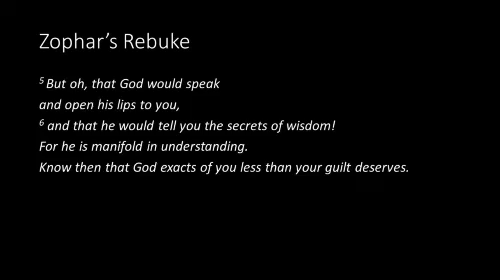 Zophar’s Rebuke
5 But oh, that God would speak
and open his lips to you,
6 and that he would tell you the secrets of wisdom!
For he is manifold in understanding.
Know then that God exacts of you less than your guilt deserves.